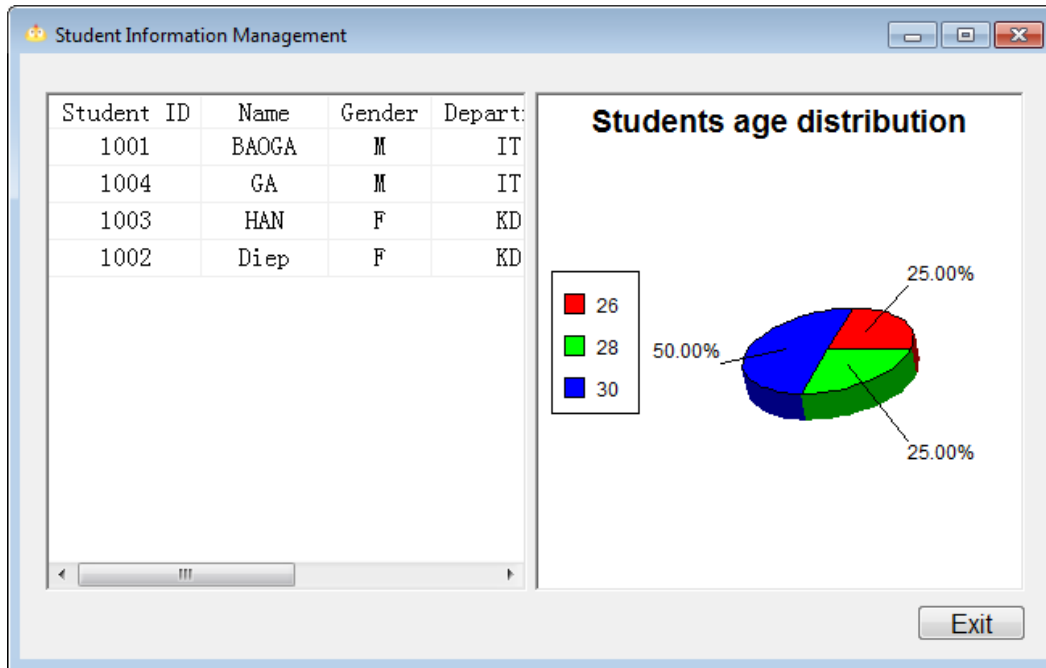 Student Information Management
Student ID Name Gender Depart
1001 BAOGA M IT
1004 GA M IT
1003 HAN F KD
1002 Diep F KD
Students age distribution
26
28
30
25.00%
50.00%
25.00%
Exit